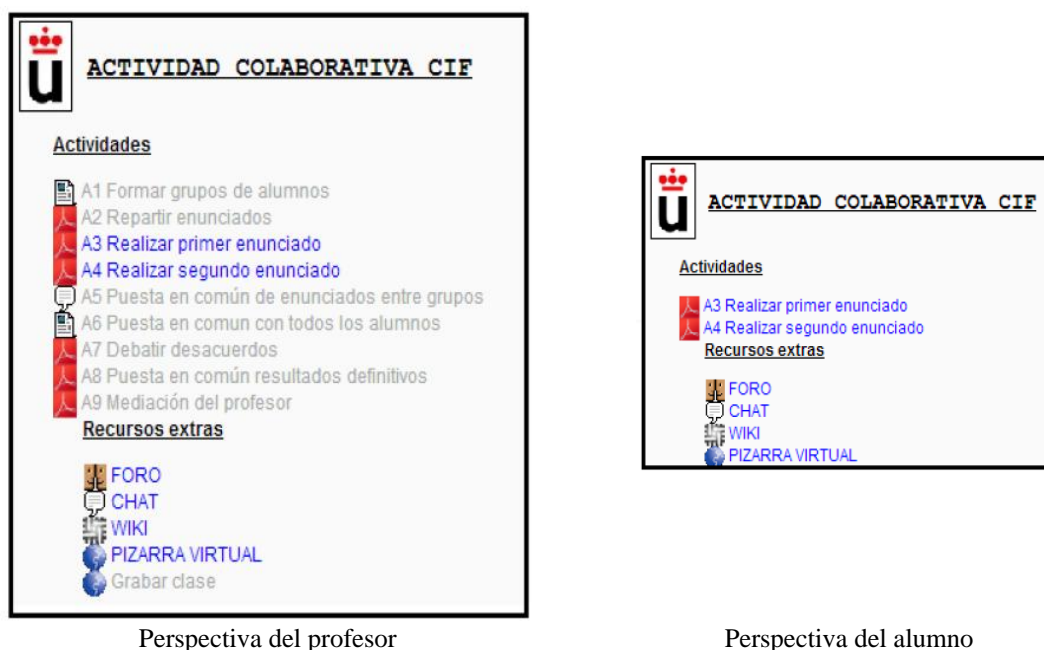 u
ACTIVIDAD COLABORATIVA CIF
Actividades
A1 Formar grupos de alumnos
A2 Repartir enunciados
A3 Realizar primer enunciado
A4 Realizar segundo enunciado
A5 Puesta en común de enunciados entre grupos
A6 Puesta en comun con todos los alumnos
A7 Debatir desacuerdos
A8 Puesta en común resultados definitivos
A9 Mediación del profesor
Recursos extras
FORO
CHAT
WIKI
PIZARRA VIRTUAL
Grabar clase
Perspectiva del profesor
u
ACTIVIDAD COLABORATIVA CIF
Actividades
A3 Realizar primer enunciado
A4 Realizar segundo enunciado
Recursos extras
FORO
CHAT
WIKI
PIZARRA VIRTUAL
Perspectiva del alumno